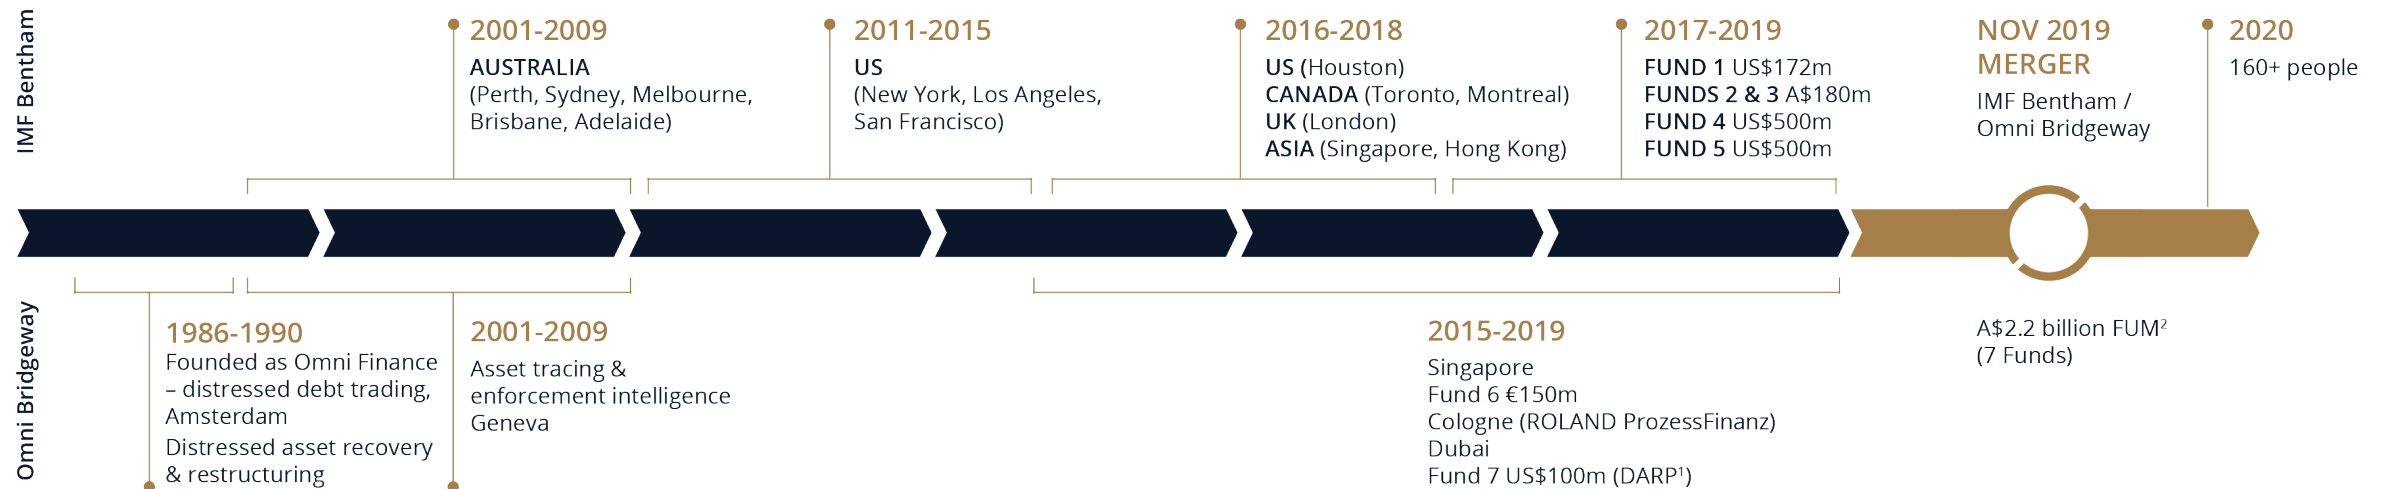 IMF Bentham
2001-2009
AUSTRALIA
(Perth, Sydney, Melbourne,
Brisbane, Adelaide)
2011-2015
US
(New York, Los Angeles,
San Francisco)
2016-2018
US (Houston)
CANADA (Toronto, Montreal)
UK (London)
ASIA (Singapore, Hong Kong)
2017-2019
FUND 1 US$172m
FUNDS 2 & 3 A$180m
FUND 4 US$500m
FUND 5 US$500m
NOV 2019
MERGER
IMF Bentham /
Omni Bridgeway
2020
160+ people
Omni Bridgeway
1986-1990
Founded as Omni Finance
– distressed debt trading,
Amsterdam
Distressed asset recovery
& restructuring
2001-2009
Asset tracing &
enforcement intelligence
Geneva
2015-2019
Singapore
Fund 6 €150m
Cologne (ROLAND ProzessFinanz)
Dubai
Fund 7 US$100m (DARP¹)
A$2.2 billion FUM²
(7 Funds)